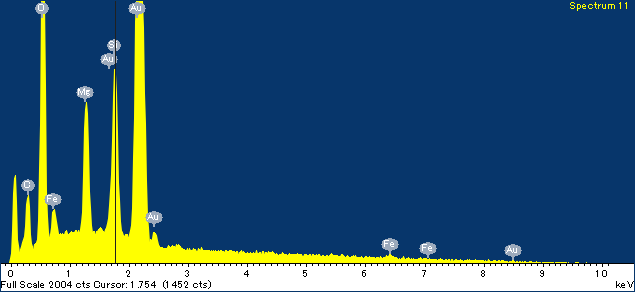 Spectrum 11
O Au
Si
Au
Mg
Fe
Au
Fe Fe Au
0 1 2 3 4 5 6 7 8 9 10
Full Scale 2004 cts Cursor: 1.754 (1452 cts) keV